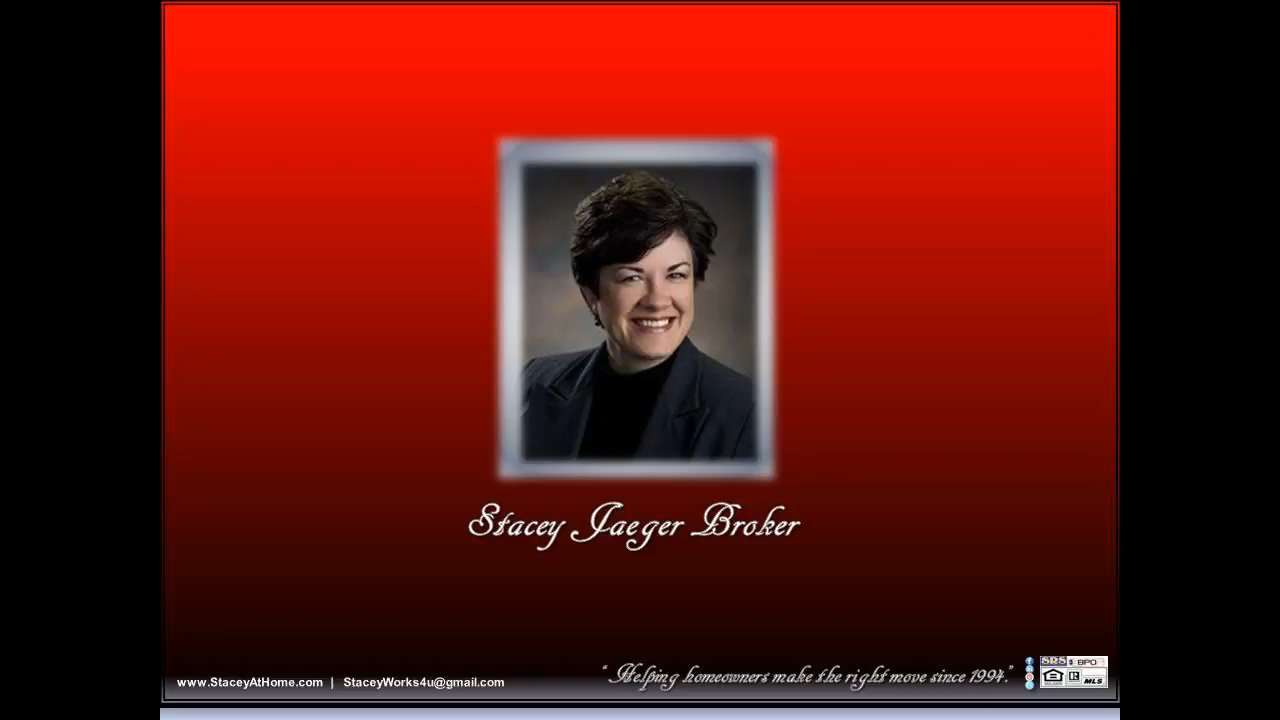 Stacey Jaeger Broker
www.StaceyAtHome.com | StaceyWorks4u@gmail.com
" Helping homeowners make the right move since 1994."
SRS BPO
R MLS